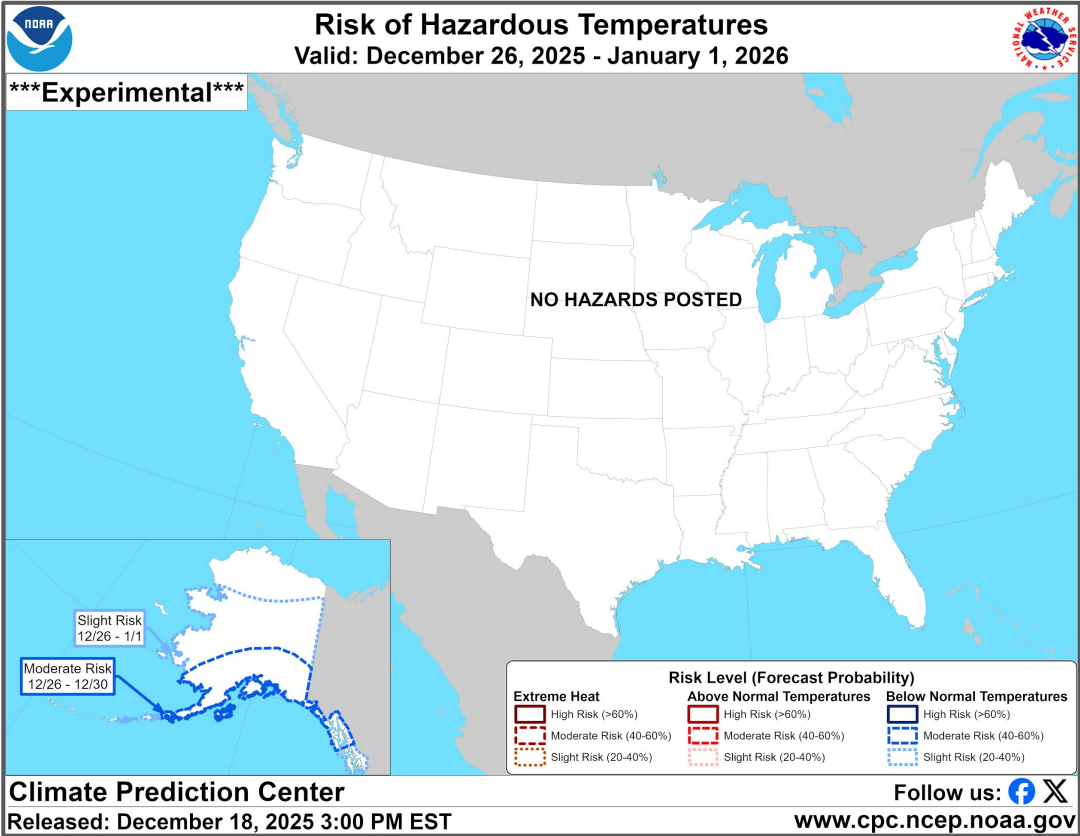 NOAA
Risk of Hazardous Temperatures
Valid: December 26, 2025 - January 1, 2026
NATIONAL WEATHER SERVICE
***Experimental***
NO HAZARDS POSTED
Slight Risk
12/26 - 1/1
Moderate Risk
12/26 - 12/30
Risk Level (Forecast Probability)
Extreme Heat
High Risk (>60%)
Moderate Risk (40-60%)
Slight Risk (20-40%)
Above Normal Temperatures
High Risk (>60%)
Moderate Risk (40-60%)
Slight Risk (20-40%)
Below Normal Temperatures
High Risk (>60%)
Moderate Risk (40-60%)
Slight Risk (20-40%)
Climate Prediction Center
Follow us:
Released: December 18, 2025 3:00 PM EST
www.cpc.ncep.noaa.gov